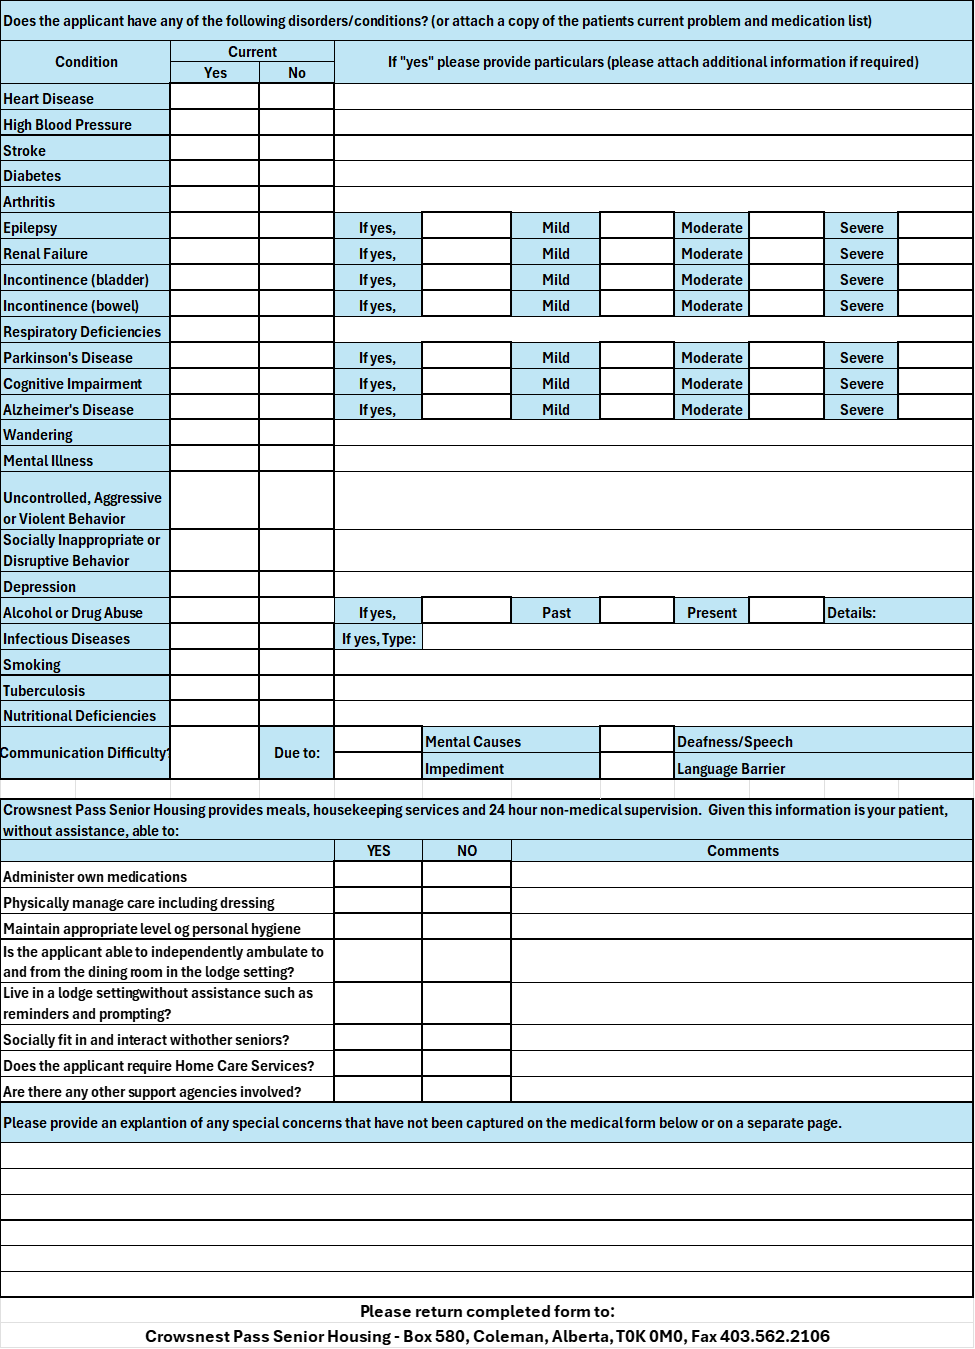 Does the applicant have any of the following disorders/conditions? (or attach a copy of the patients current problem and medication list)
Condition Current If "yes" please provide particulars (please attach additional information if required)
Yes No
Heart Disease
High Blood Pressure
Stroke
Diabetes
Arthritis
Epilepsy If yes, Mild Moderate Severe
Renal Failure If yes, Mild Moderate Severe
Incontinence (bladder) If yes, Mild Moderate Severe
Incontinence (bowel) If yes, Mild Moderate Severe
Respiratory Deficiencies
Parkinson's Disease If yes, Mild Moderate Severe
Cognitive Impairment If yes, Mild Moderate Severe
Alzheimer's Disease If yes, Mild Moderate Severe
Wandering
Mental Illness
Uncontrolled, Aggressive
or Violent Behavior
Socially Inappropriate or
Disruptive Behavior
Depression
Alcohol or Drug Abuse If yes, Past Present Details:
Infectious Diseases If yes, Type:
Smoking
Tuberculosis
Nutritional Deficiencies
Communication Difficulty? Due to: Mental Causes Deafness/Speech
Impediment Language Barrier
Crowsnest Pass Senior Housing provides meals, housekeeping services and 24 hour non-medical supervision. Given this information is your patient,
without assistance, able to:
YES NO Comments
Administer own medications
Physically manage care including dressing
Maintain appropriate level og personal hygiene
Is the applicant able to independently ambulate to
and from the dining room in the lodge setting?
Live in a lodge settingwithout assistance such as
reminders and prompting?
Socially fit in and interact withother seniors?
Does the applicant require Home Care Services?
Are there any other support agencies involved?
Please provide an explantion of any special concerns that have not been captured on the medical form below or on a separate page.
Please return completed form to:
Crowsnest Pass Senior Housing - Box 580, Coleman, Alberta, T0K 0M0, Fax 403.562.2106